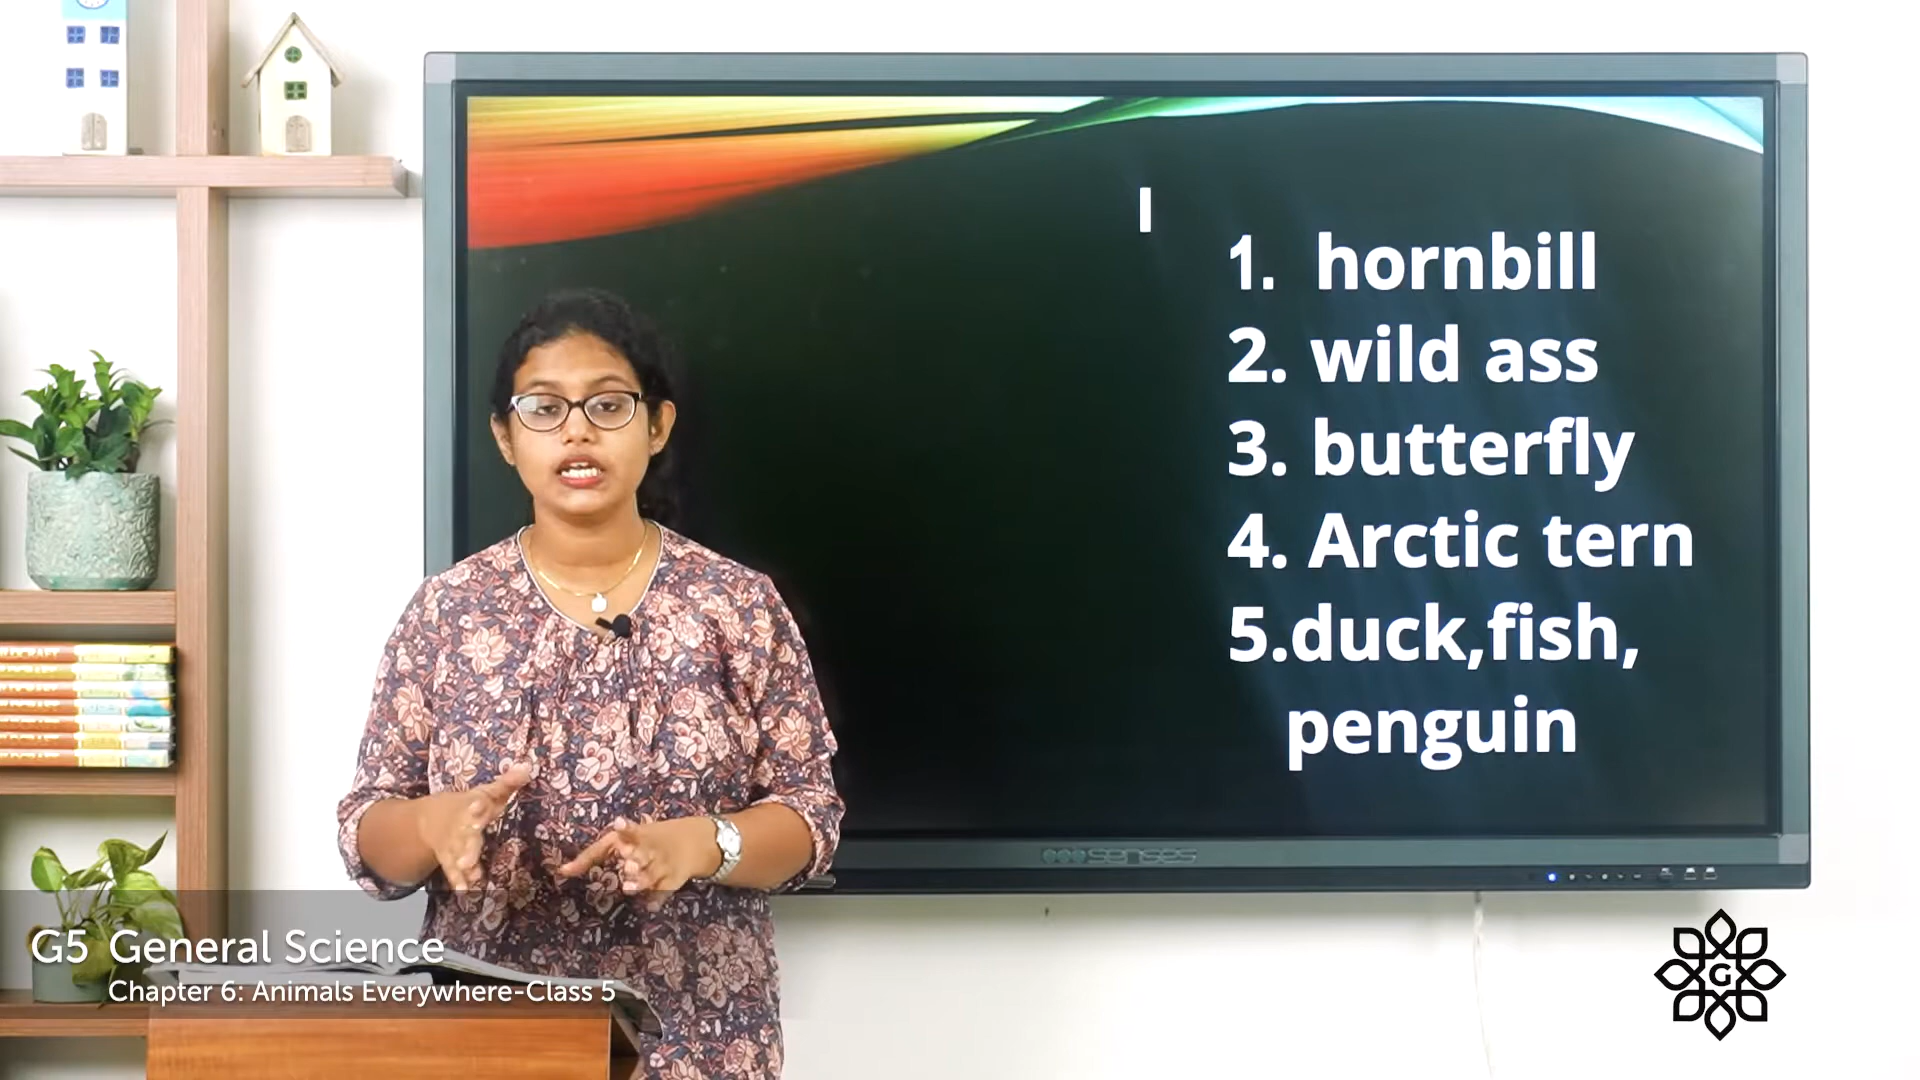 I
1. hornbill
2. wild ass
3. butterfly
4. Arctic tern
5.duck,fish,
penguin
senses
G5 General Science
Chapter 6: Animals Everywhere-Class 5
G